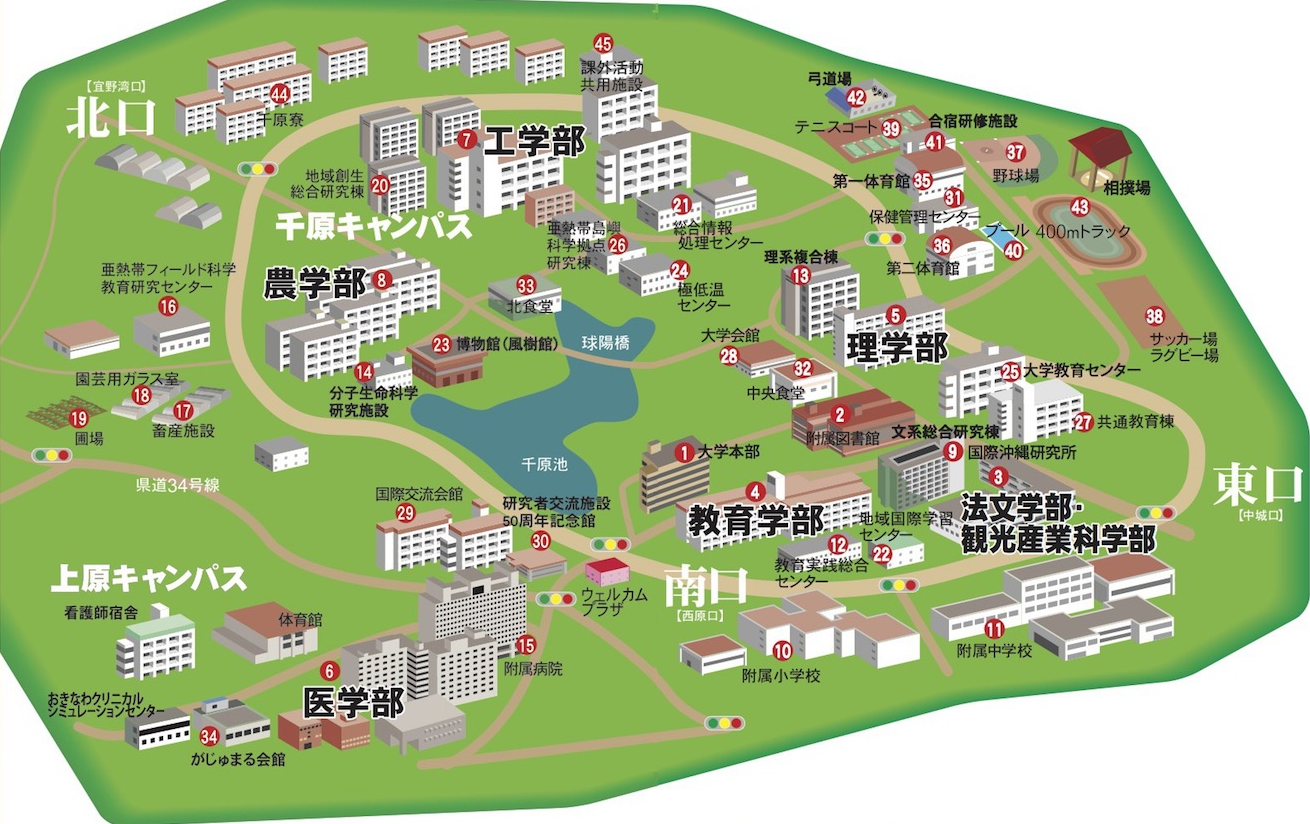 45
課外活動
共用施設
【宜野湾口】
北口
44
千原寮
弓道場
42
テニスコート
39
合宿研修施設
41
37
野球場
相撲場
7
工学部
地域創生
総合研究棟
20
第一体育館
35
31
保健管理センター
43
400mトラック
プール
40
36
第二体育館
21
総合情報
処理センター
千原キャンパス
亜熱帯島嶼
科学拠点
研究棟
26
24
極低温
センター
理系複合棟
13
農学部
8
亜熱帯フィールド科学
教育研究センター
16
33
北食堂
球陽橋
5
理学部
38
サッカー場
ラグビー場
23
博物館(風樹館)
大学会館
28
32
中央食堂
25
大学教育センター
14
分子生命科学
研究施設
園芸用ガラス室
18
17
畜産施設
19
圃場
2
附属図書館
27
共通教育棟
文系総合研究棟
9
国際沖縄研究所
1
大学本部
千原池
県道34号線
3
法文学部・
観光産業科学部
東口
【中城口】
4
教育学部
地域国際学習
センター
22
12
教育実践総合
センター
国際交流会館
29
研究者交流施設
50周年記念館
30
ウェルカム
プラザ
南口
【西原口】
上原キャンパス
看護師宿舎
体育館
15
附属病院
10
附属小学校
11
附属中学校
6
医学部
おきなわクリニカル
シミュレーションセンター
34
がじゅまる会館